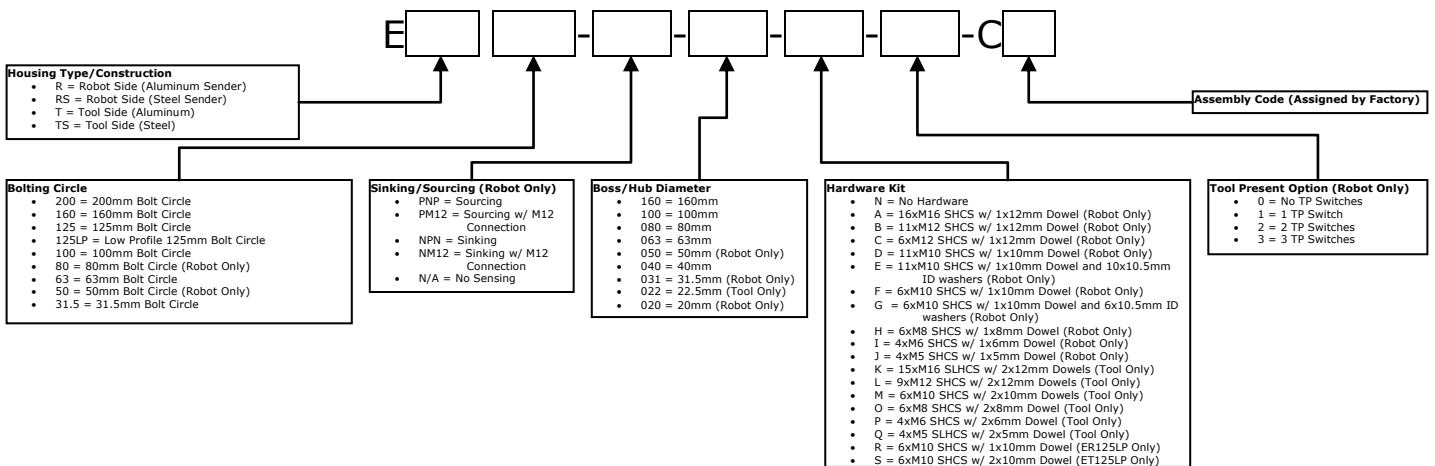 E - - - - -C
Housing Type/Construction
• R = Robot Side (Aluminum Sender)
• RS = Robot Side (Steel Sender)
• T = Tool Side (Aluminum)
• TS = Tool Side (Steel)
Assembly Code (Assigned by Factory)
Bolting Circle
• 200 = 200mm Bolt Circle
• 160 = 160mm Bolt Circle
• 125 = 125mm Bolt Circle
• 125LP = Low Profile 125mm Bolt Circle
• 100 = 100mm Bolt Circle
• 80 = 80mm Bolt Circle (Robot Only)
• 63 = 63mm Bolt Circle
• 50 = 50mm Bolt Circle (Robot Only)
• 31.5 = 31.5mm Bolt Circle
Sinking/Sourcing (Robot Only)
• PNP = Sourcing
• PM12 = Sourcing w/ M12
Connection
• NPN = Sinking
• NM12 = Sinking w/ M12
Connection
• N/A = No Sensing
Boss/Hub Diameter
• 160 = 160mm
• 100 = 100mm
• 080 = 80mm
• 063 = 63mm
• 050 = 50mm (Robot Only)
• 040 = 40mm
• 031 = 31.5mm (Robot Only)
• 022 = 22.5mm (Tool Only)
• 020 = 20mm (Robot Only)
Hardware Kit
• N = No Hardware
• A = 16xM16 SHCS w/ 1x12mm Dowel (Robot Only)
• B = 11xM12 SHCS w/ 1x12mm Dowel (Robot Only)
• C = 6xM12 SHCS w/ 1x12mm Dowel (Robot Only)
• D = 11xM10 SHCS w/ 1x10mm Dowel (Robot Only)
• E = 11xM10 SHCS w/ 1x10mm Dowel and 10x10.5mm
ID washers (Robot Only)
• F = 6xM10 SHCS w/ 1x10mm Dowel (Robot Only)
• G = 6xM10 SHCS w/ 1x10mm Dowel and 6x10.5mm ID
washers (Robot Only)
• H = 6xM8 SHCS w/ 1x8mm Dowel (Robot Only)
• I = 4xM6 SHCS w/ 1x6mm Dowel (Robot Only)
• J = 4xM5 SHCS w/ 1x5mm Dowel (Robot Only)
• K = 15xM16 SLHCS w/ 2x12mm Dowels (Tool Only)
• L = 9xM12 SHCS w/ 2x12mm Dowels (Tool Only)
• M = 6xM10 SHCS w/ 2x10mm Dowels (Tool Only)
• O = 6xM8 SHCS w/ 2x8mm Dowel (Tool Only)
• P = 4xM6 SHCS w/ 2x6mm Dowel (Tool Only)
• Q = 4xM5 SLHCS w/ 2x5mm Dowel (Tool Only)
• R = 6xM10 SHCS w/ 1x10mm Dowel (ER125LP Only)
• S = 6xM10 SHCS w/ 2x10mm Dowel (ET125LP Only)
Tool Present Option (Robot Only)
• 0 = No TP Switches
• 1 = 1 TP Switch
• 2 = 2 TP Switches
• 3 = 3 TP Switches